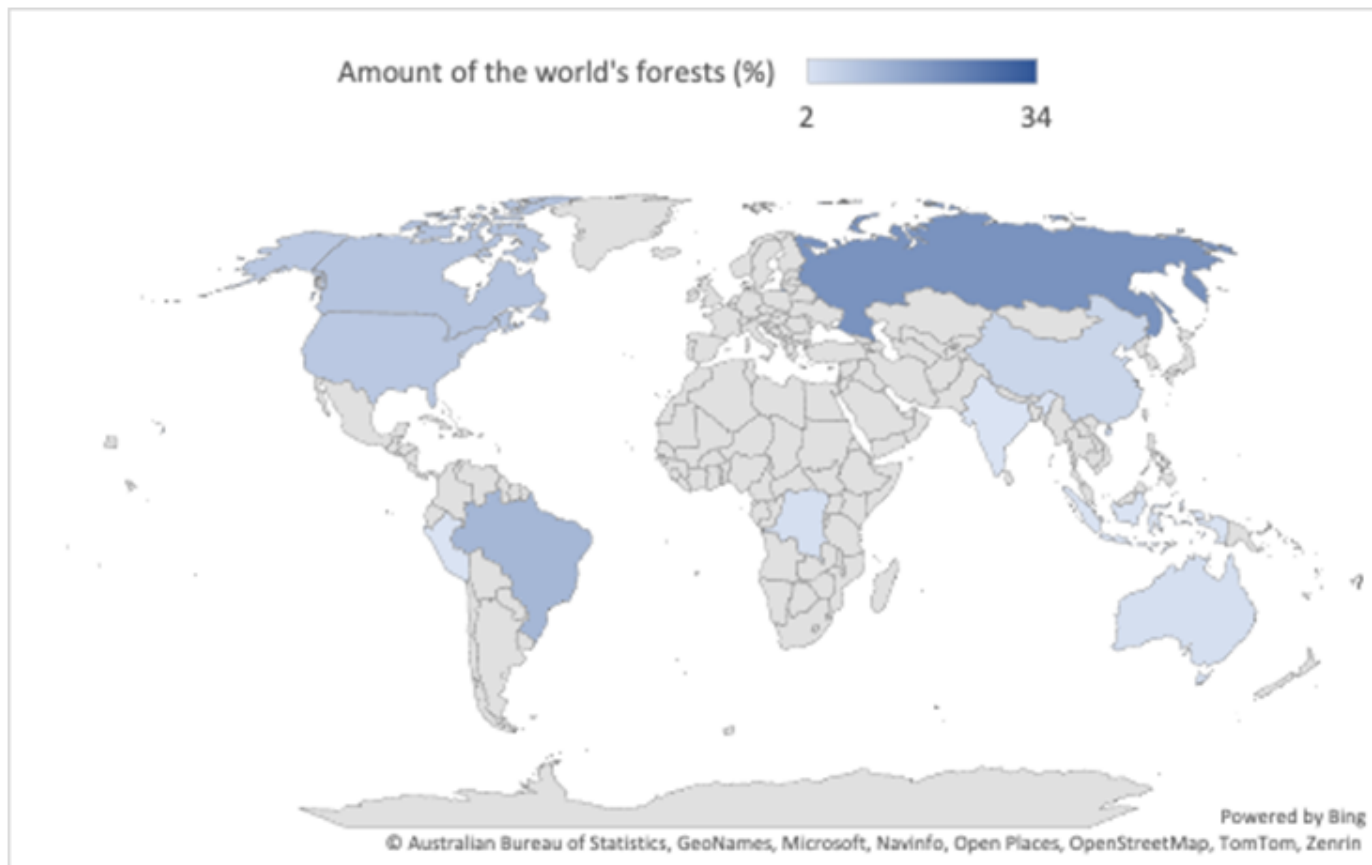 Amount of the world's forests (%)
2 34
Powered by Bing
© Australian Bureau of Statistics, GeoNames, Microsoft, Navinfo, Open Places, OpenStreetMap, TomTom, Zenrin